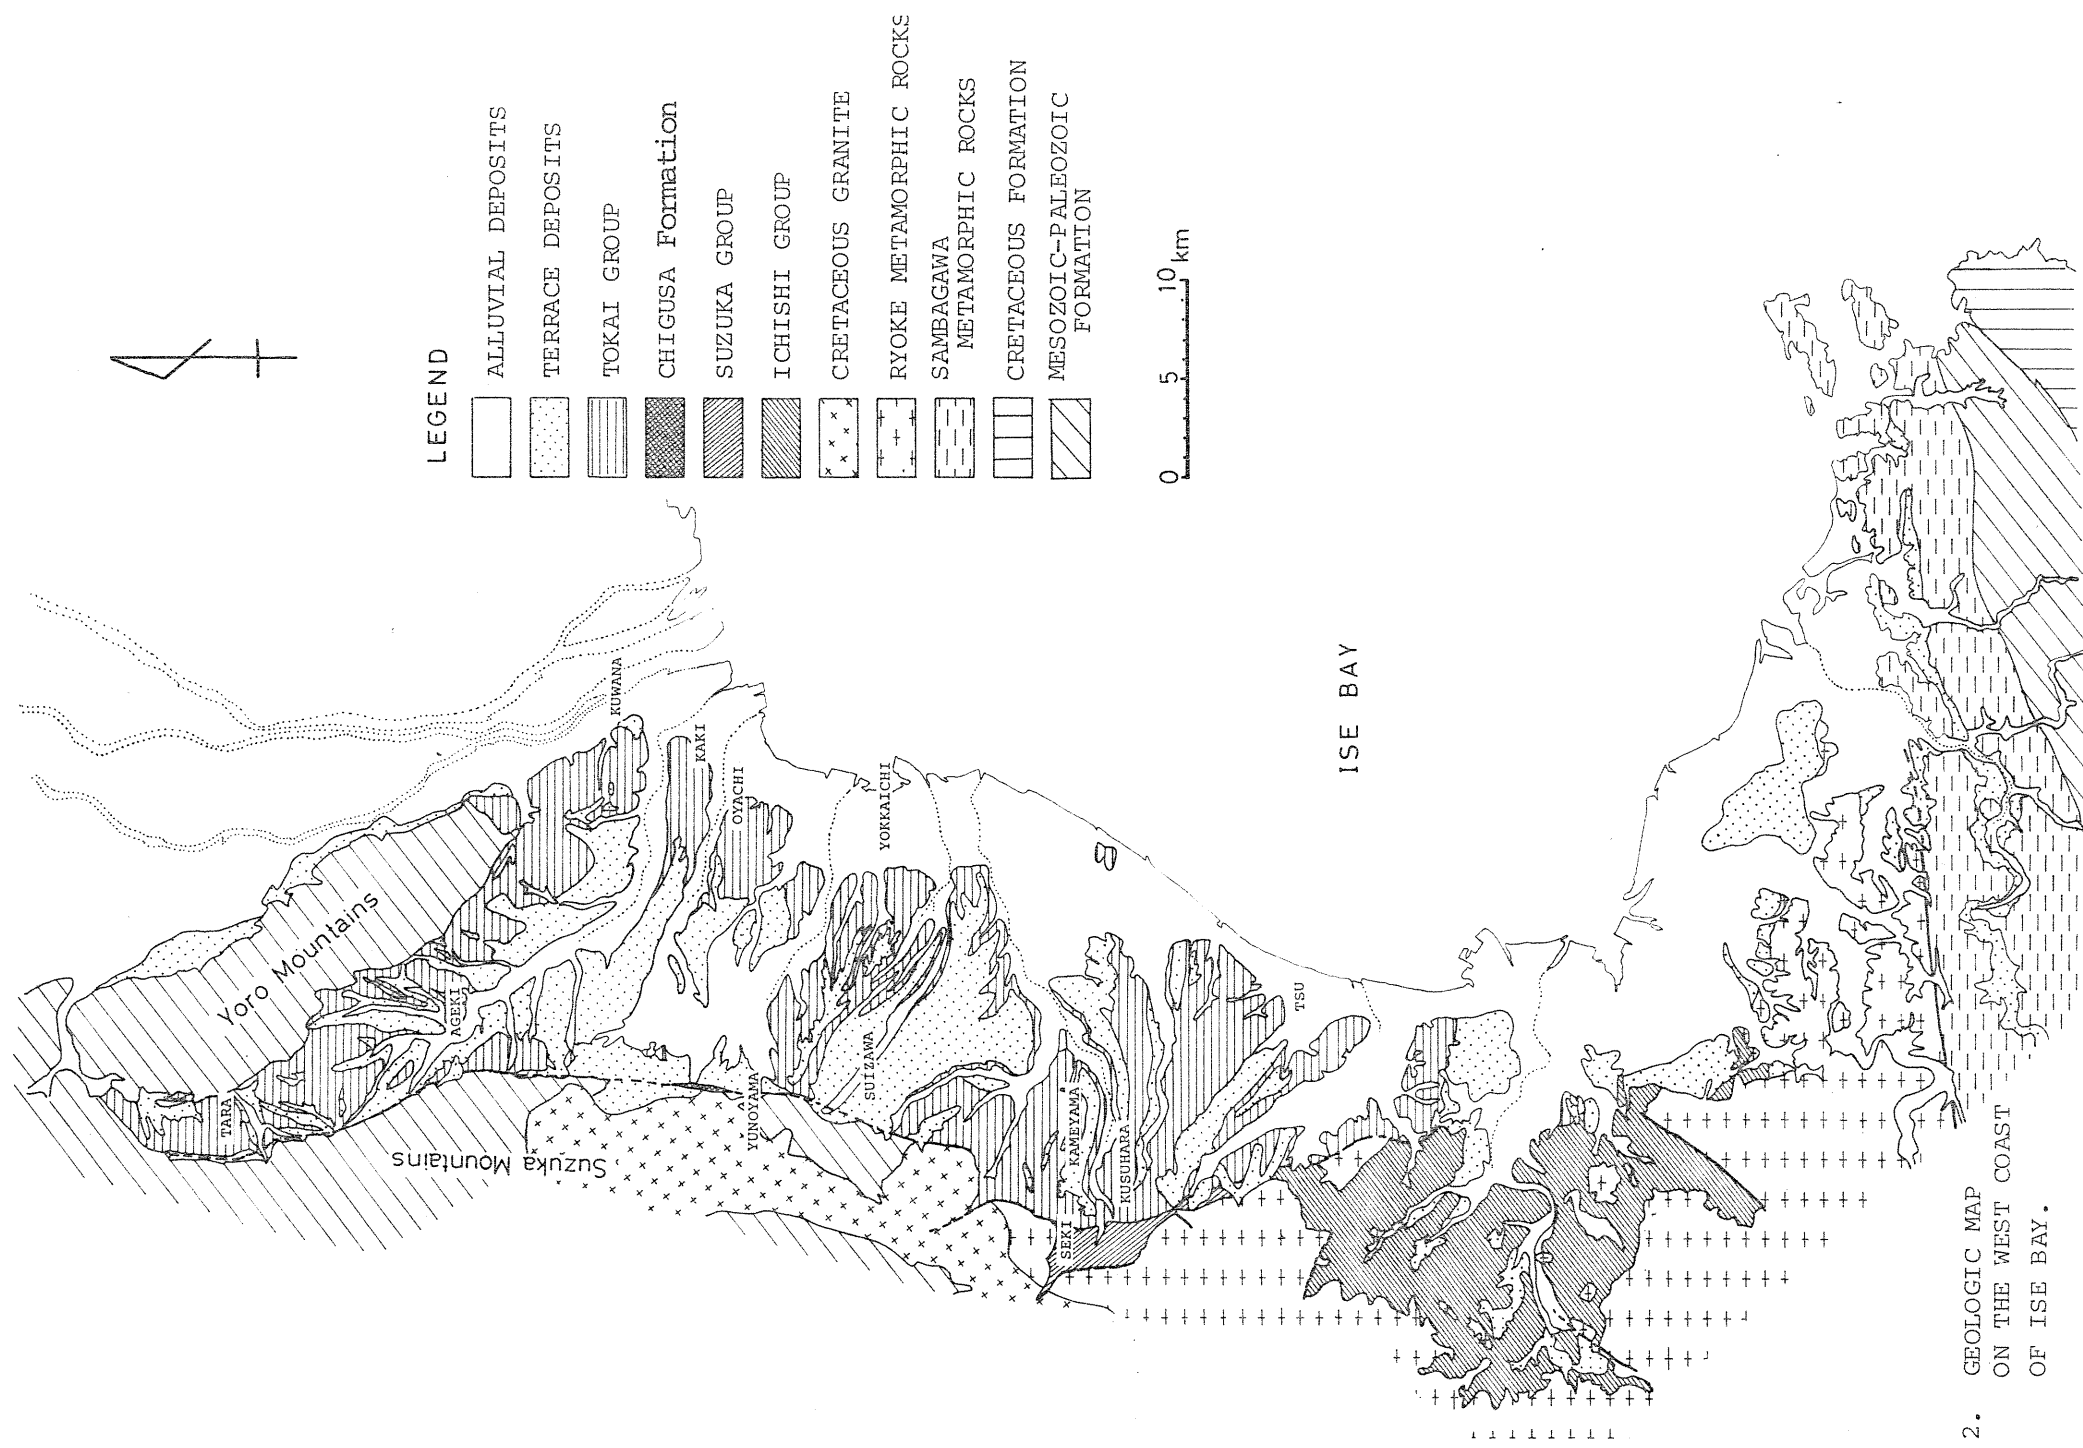 LEGEND
ALLUVIAL DEPOSITS
TERRACE DEPOSITS
TOKAI GROUP
CHIGUSA Formation
SUZUKA GROUP
ICHISHI GROUP
CRETACEOUS GRANITE
RYOKE METAMORPHIC ROCKS
SAMBAGAWA
METAMORPHIC ROCKS
CRETACEOUS FORMATION
MESOZOIC-PALEOZOIC
FORMATION
0 5 10 km
Yoro Mountains
TARA
AGEKI
KUWANA
KAKI
OYACHI
Suzuka Mountains
YUNOYAMA
YOKKAICHI
SUIZAWA
KAMEYAMA
SEKI
KUSUHARA
TSU
ISE BAY
2. GEOLOGIC MAP
ON THE WEST COAST
OF ISE BAY.